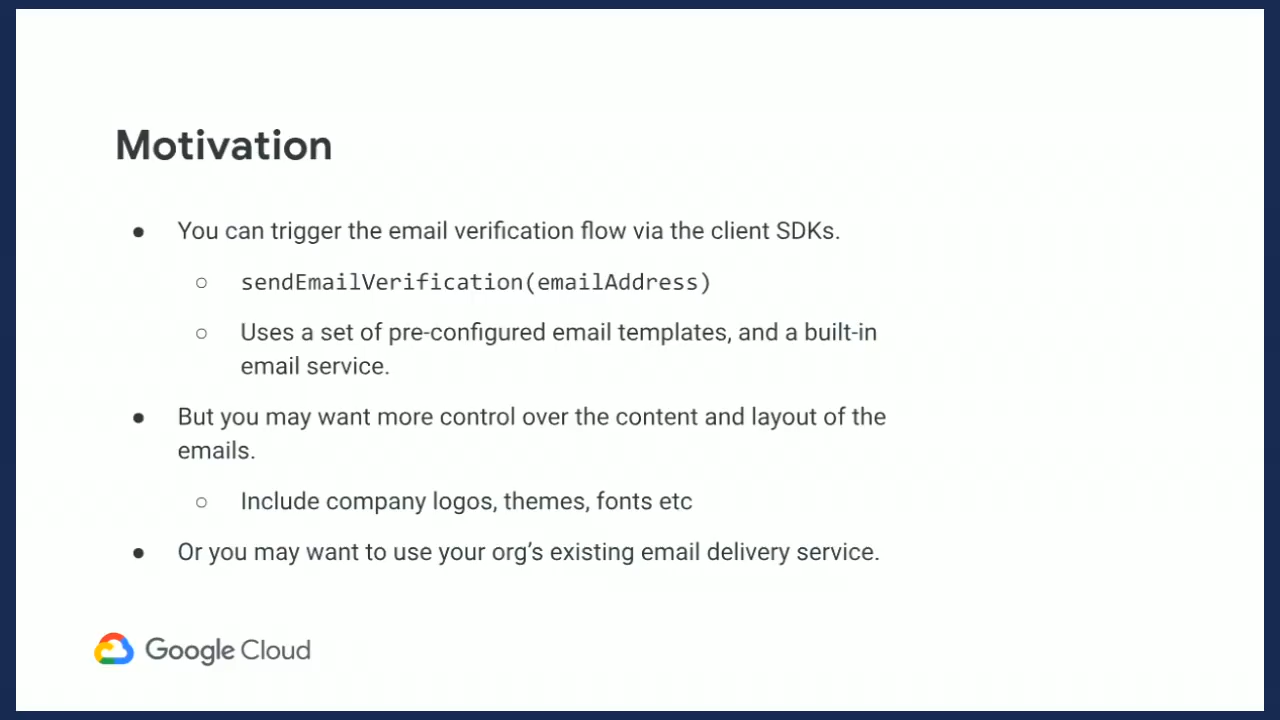 Motivation
● You can trigger the email verification flow via the client SDKs.
○ sendEmailVerification(emailAddress)
○ Uses a set of pre-configured email templates, and a built-in
email service.
● But you may want more control over the content and layout of the
emails.
○ Include company logos, themes, fonts etc
● Or you may want to use your org’s existing email delivery service.
Google Cloud